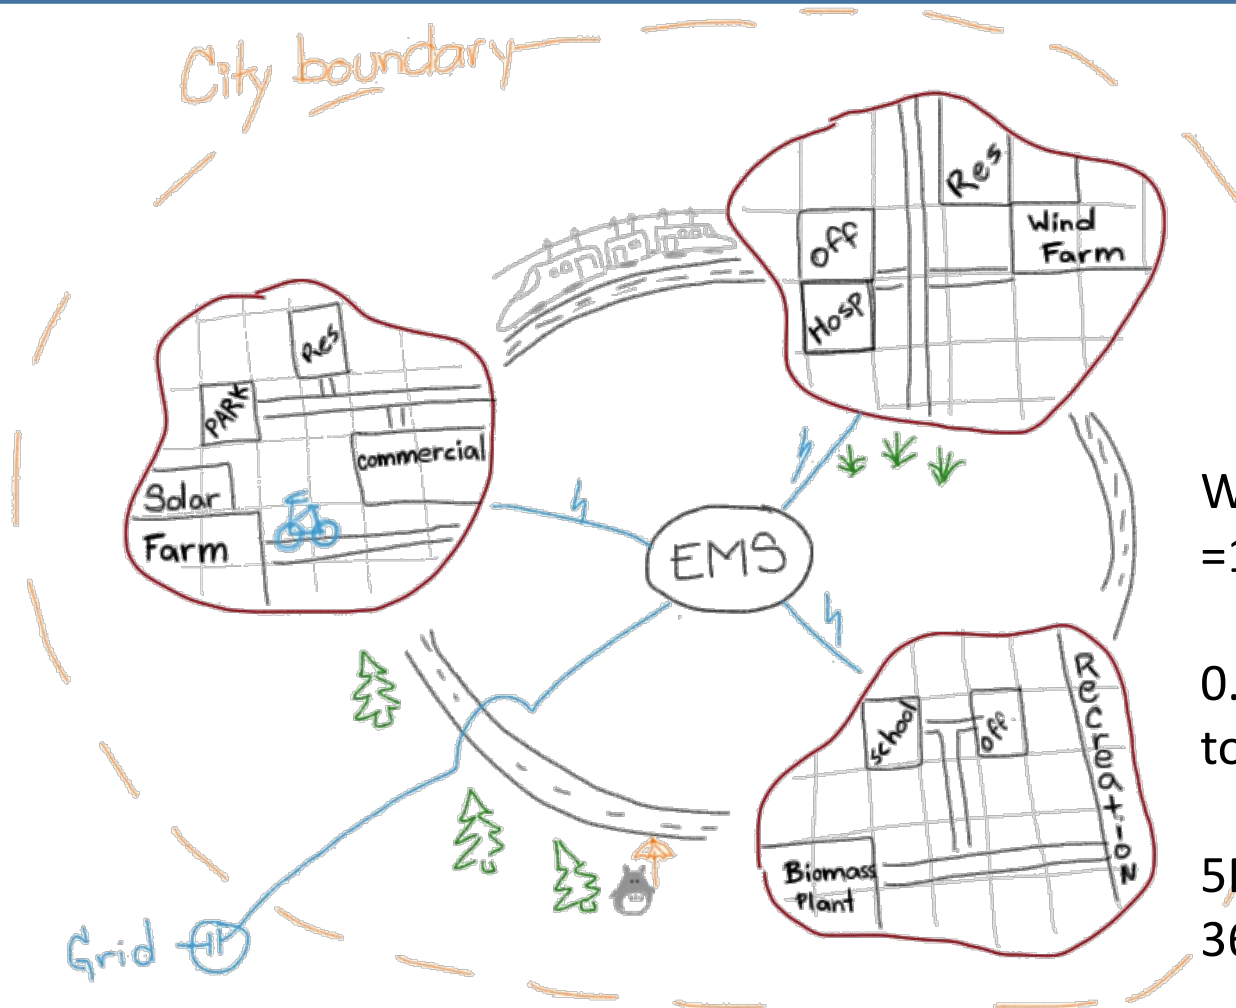 City boundary
Res
Off
Wind
Farm
Hosp
Res
PARK
commercial
Solar
Farm
EMS
School
Off
Recreation
Biomass
Plant
Grid
W
=1
0.
to
5
36